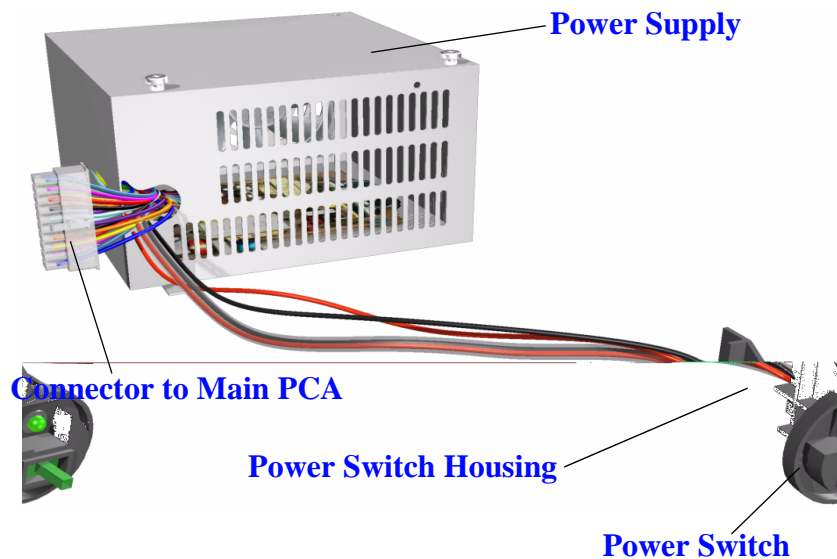 Power Supply
Connector to Main PCA
Power Switch Housing
Power Switch